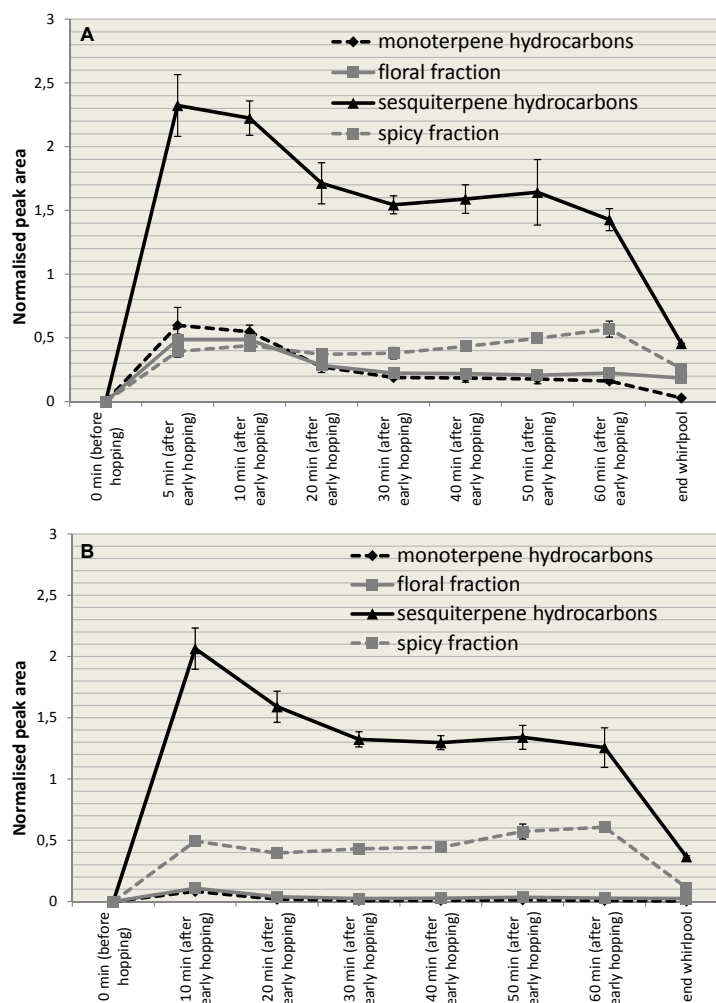 A
monoterpene hydrocarbons
floral fraction
sesquiterpene hydrocarbons
spicy fraction
Normalised peak area
3
2,5
2
1,5
1
0,5
0
0 min (before
hopping)
5 min (after
early hopping)
10 min (after
early hopping)
20 min (after
early hopping)
30 min (after
early hopping)
40 min (after
early hopping)
50 min (after
early hopping)
60 min (after
early hopping)
end whirlpool
B
monoterpene hydrocarbons
floral fraction
sesquiterpene hydrocarbons
spicy fraction
Normalised peak area
3
2,5
2
1,5
1
0,5
0
0 min (before
hopping)
10 min (after
early hopping)
20 min (after
early hopping)
30 min (after
early hopping)
40 min (after
early hopping)
50 min (after
early hopping)
60 min (after
early hopping)
end whirlpool